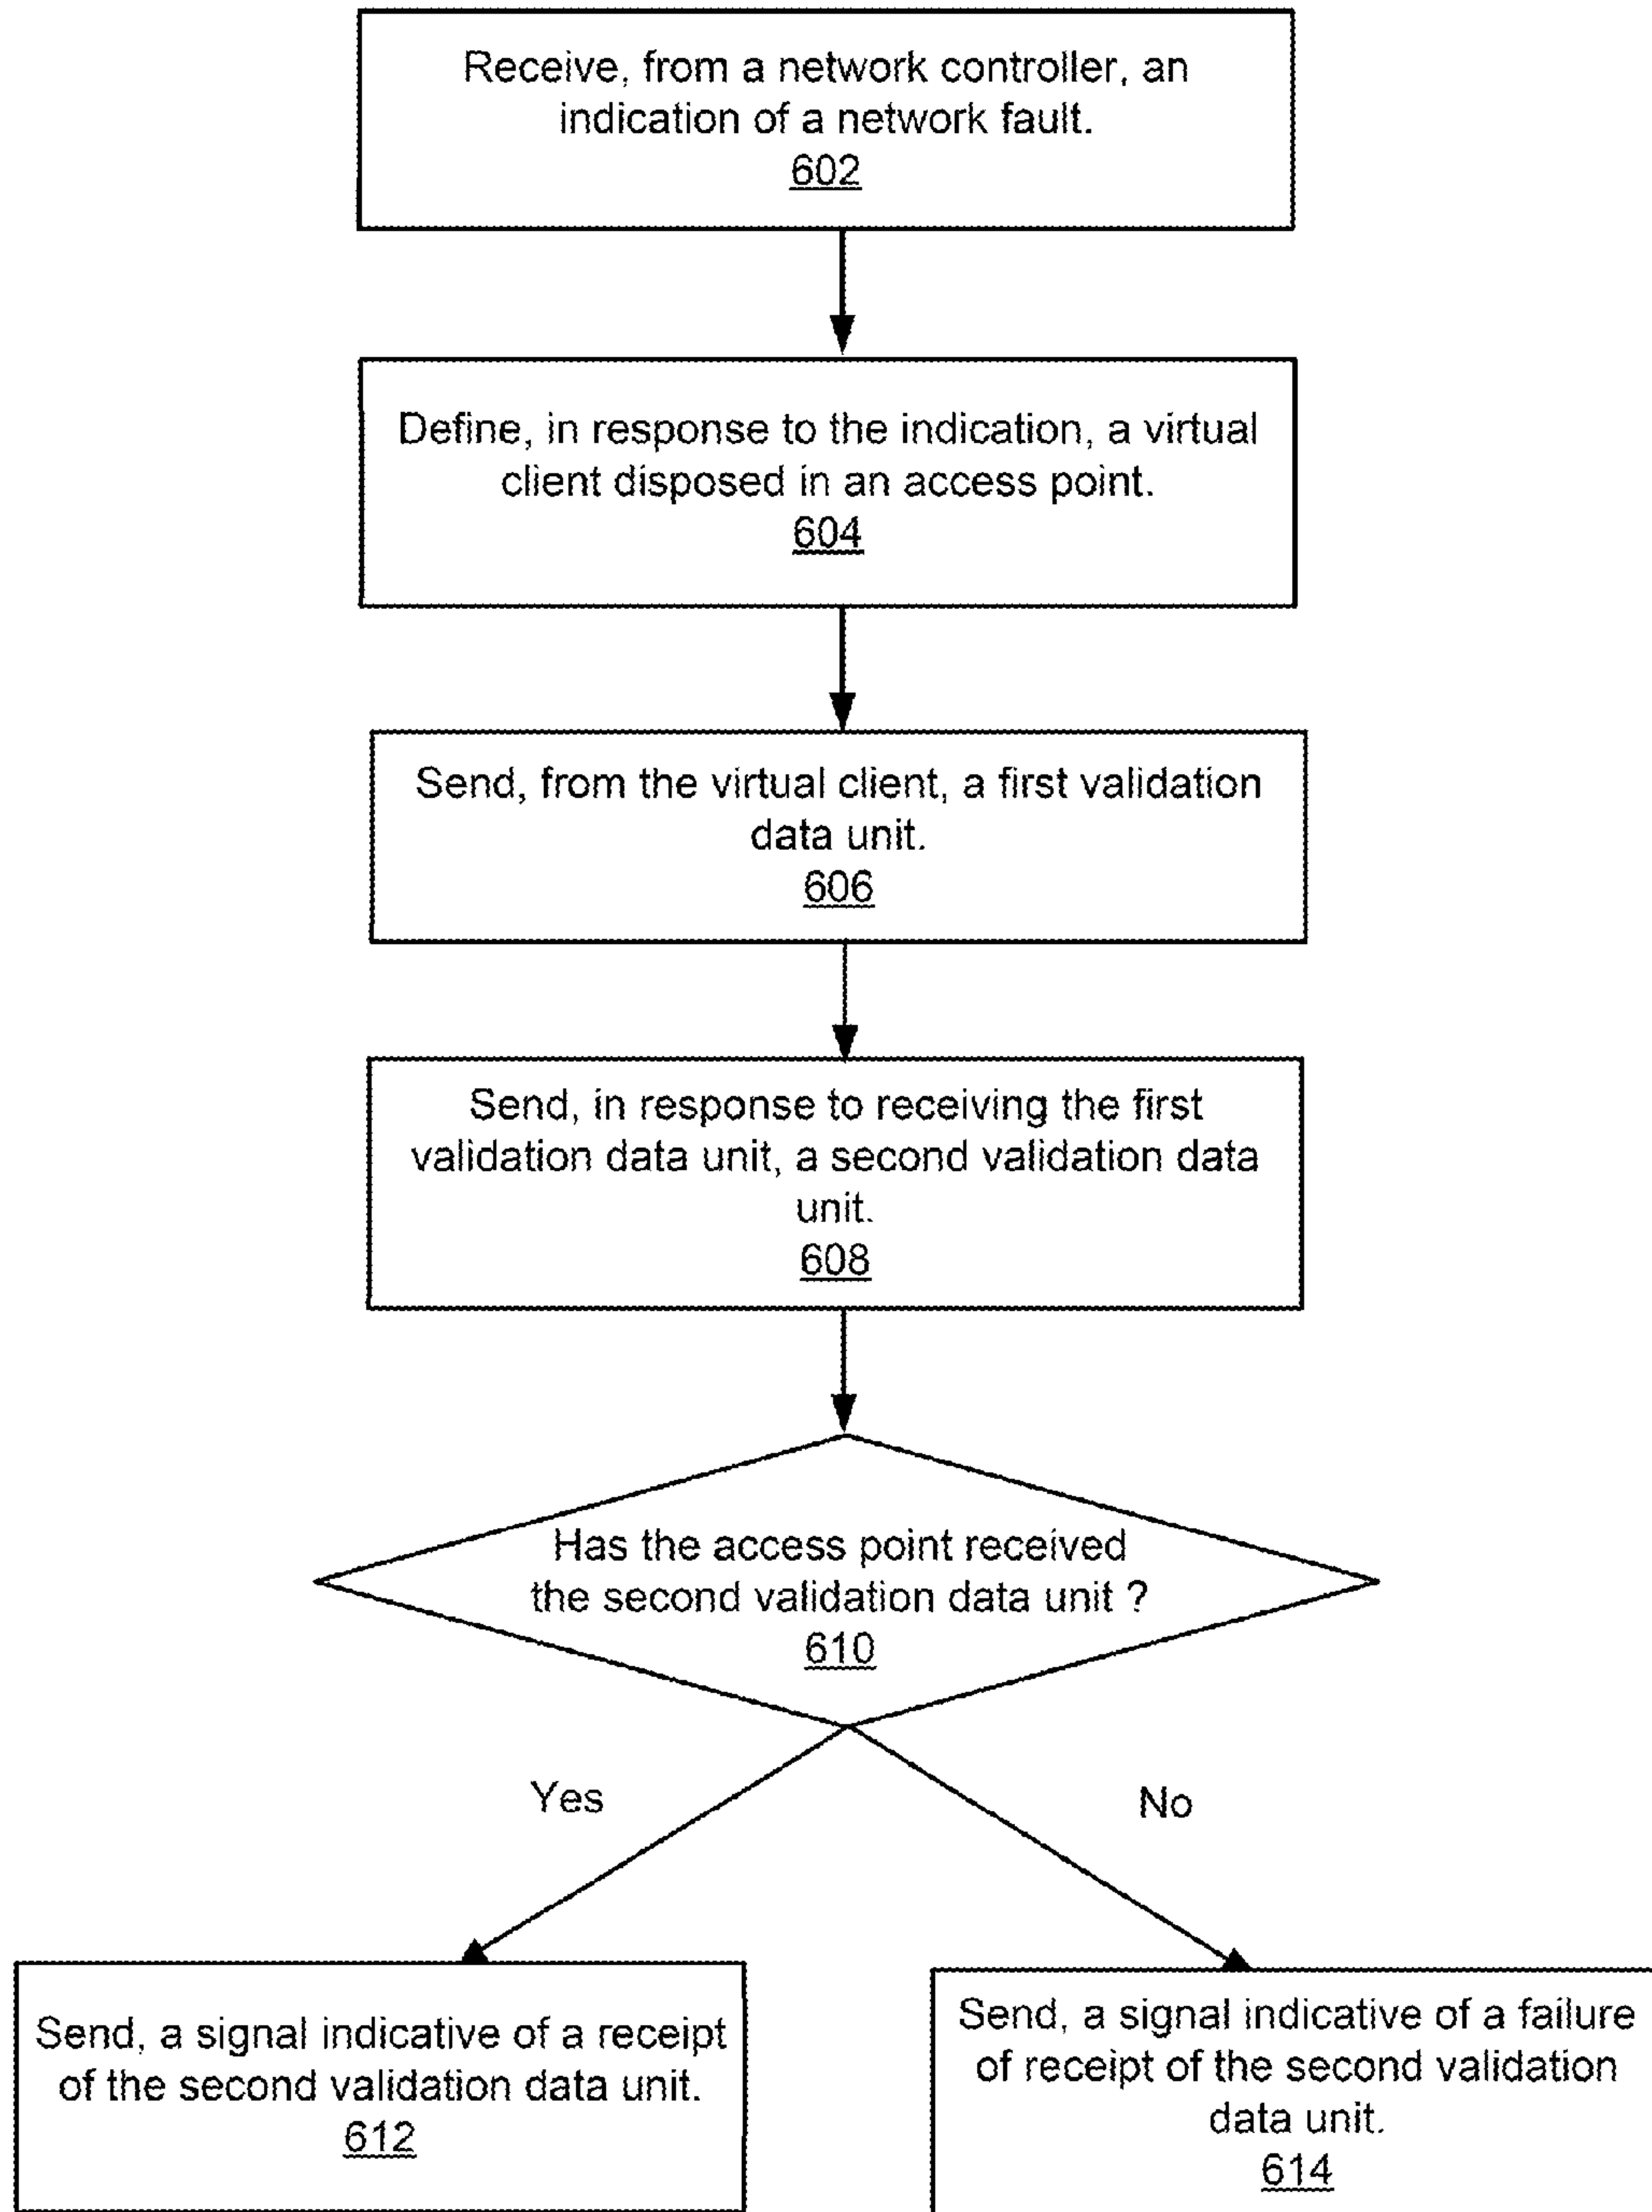 Receive, from a network controller, an
indication of a network fault.
602
Define, in response to the indication, a virtual
client disposed in an access point.
604
Send, from the virtual client, a first validation
data unit.
606
Send, in response to receiving the first
validation data unit, a second validation data
unit.
608
Has the access point received
the second validation data unit ?
610
Yes
No
Send, a signal indicative of a receipt
of the second validation data unit.
612
Send, a signal indicative of a failure
of receipt of the second validation
data unit.
614